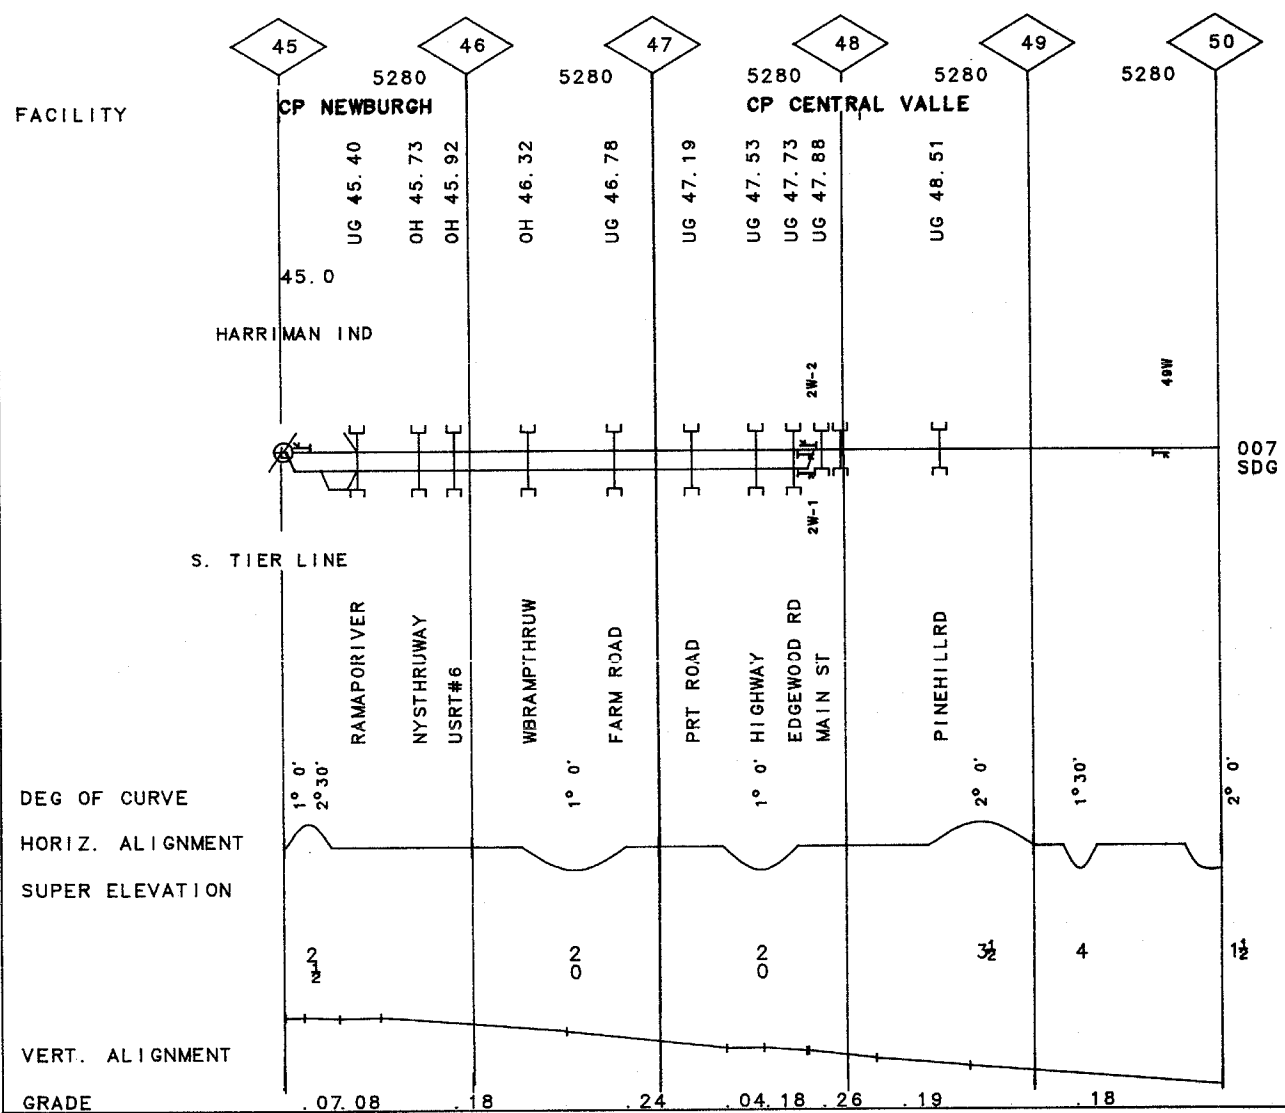 45 46 47 48 49 50
5280 5280 5280 5280 5280
FACILITY CP NEWBURGH CP CENTRAL VALLE
UG 45.40
OH 45.73
OH 45.92
OH 46.32
UG 46.78
UG 47.19
UG 47.53
UG 47.73
UG 47.88
UG 48.51
45.0
HARRIMAN IND
2W-2
49W
007
SDG
2W-1
S. TIER LINE
RAMAPORIVER
NYSTHRUWAY
USRT#6
WBRAMPTHRUW
FARM ROAD
PRT ROAD
HIGHWAY
EDGEWOOD RD
MAIN ST
PINEHILLRD
DEG OF CURVE
1° 0'
2°30'
1° 0'
1° 0'
2° 0'
1°30'
2° 0'
HORIZ. ALIGNMENT
SUPER ELEVATION
2 2 2 3½ 4 1½
½ 0 0
VERT. ALIGNMENT
GRADE .07 .08 .18 .24 .04 .18 .26 .19 .18